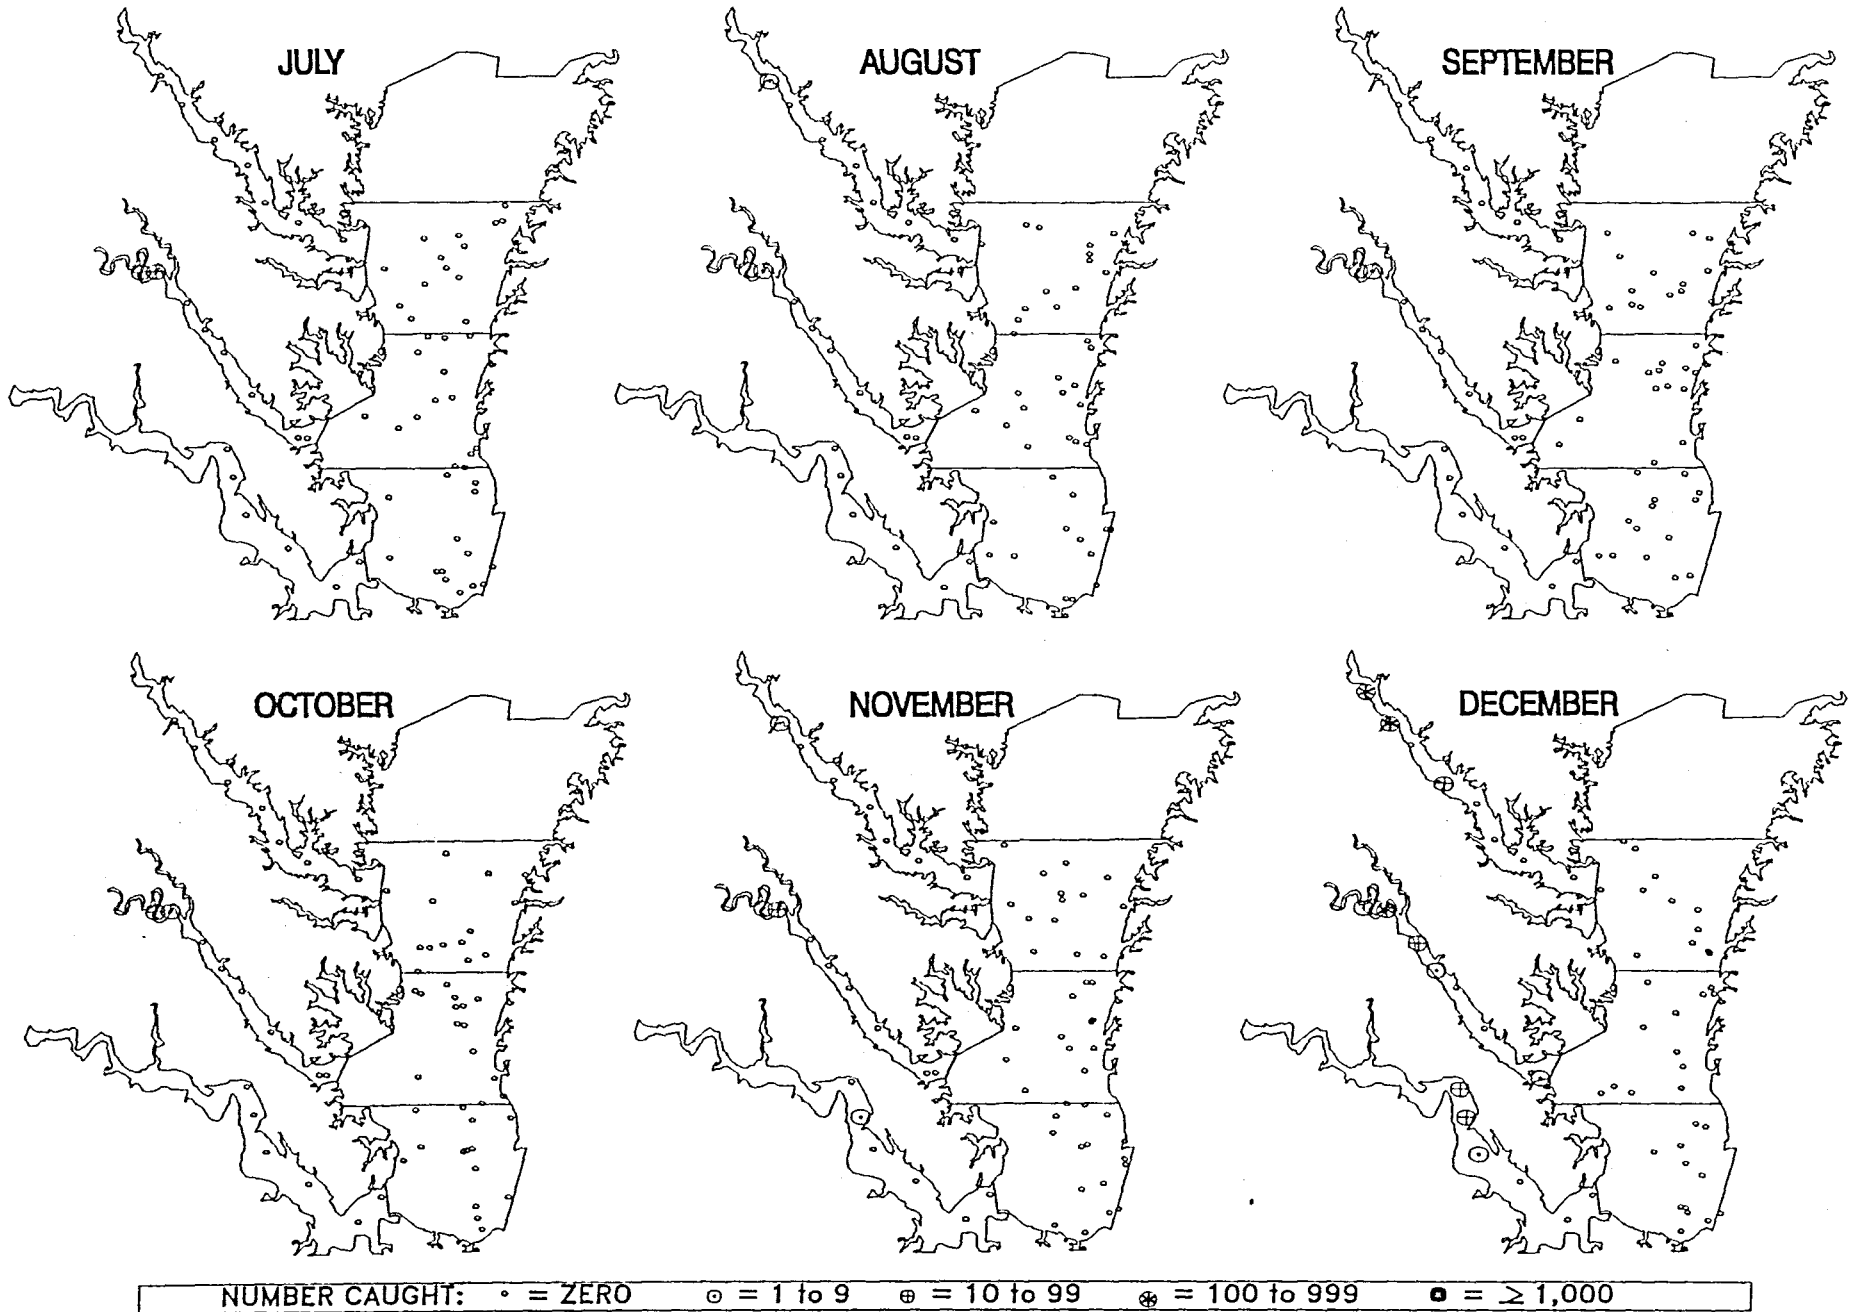 JULY
AUGUST
SEPTEMBER
OCTOBER
NOVEMBER
DECEMBER
NUMBER CAUGHT: ∘ = ZERO ⊙ = 1 to 9 ⊕ = 10 to 99 ⊛ = 100 to 999 ◘ = ≥ 1,000